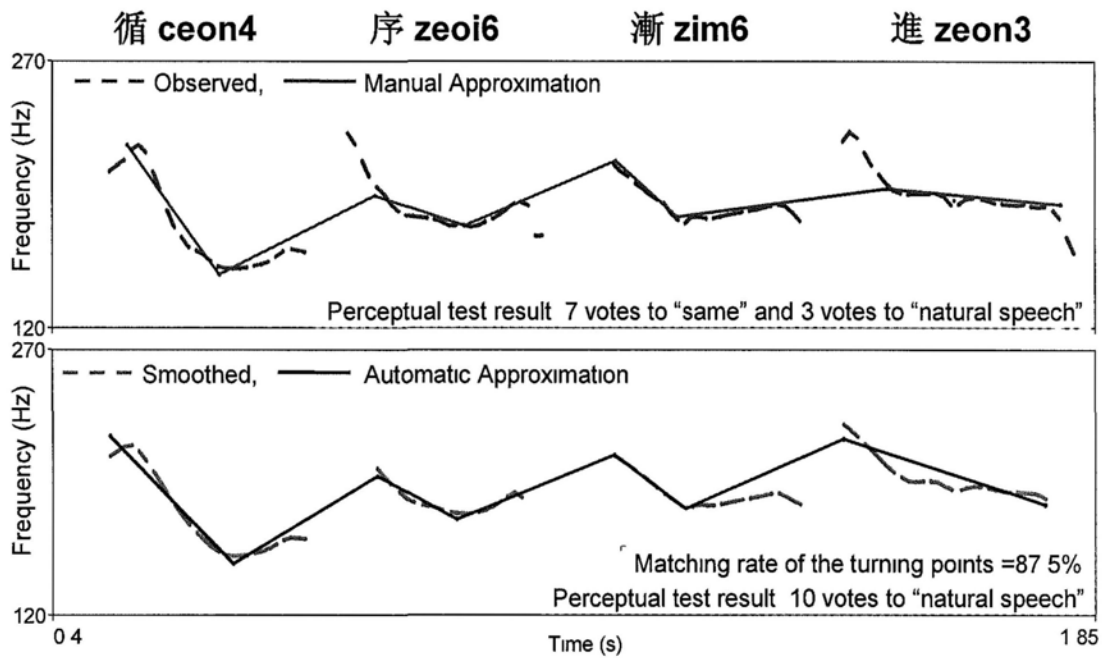 循 ceon4 序 zeoi6 漸 zim6 進 zeon3
270
Observed, Manual Approximation
Frequency (Hz)
Perceptual test result 7 votes to “same” and 3 votes to “natural speech”
120
270
Smoothed, Automatic Approximation
Frequency (Hz)
Matching rate of the turning points =87 5%
Perceptual test result 10 votes to “natural speech”
120
0 4 Time (s) 1 85